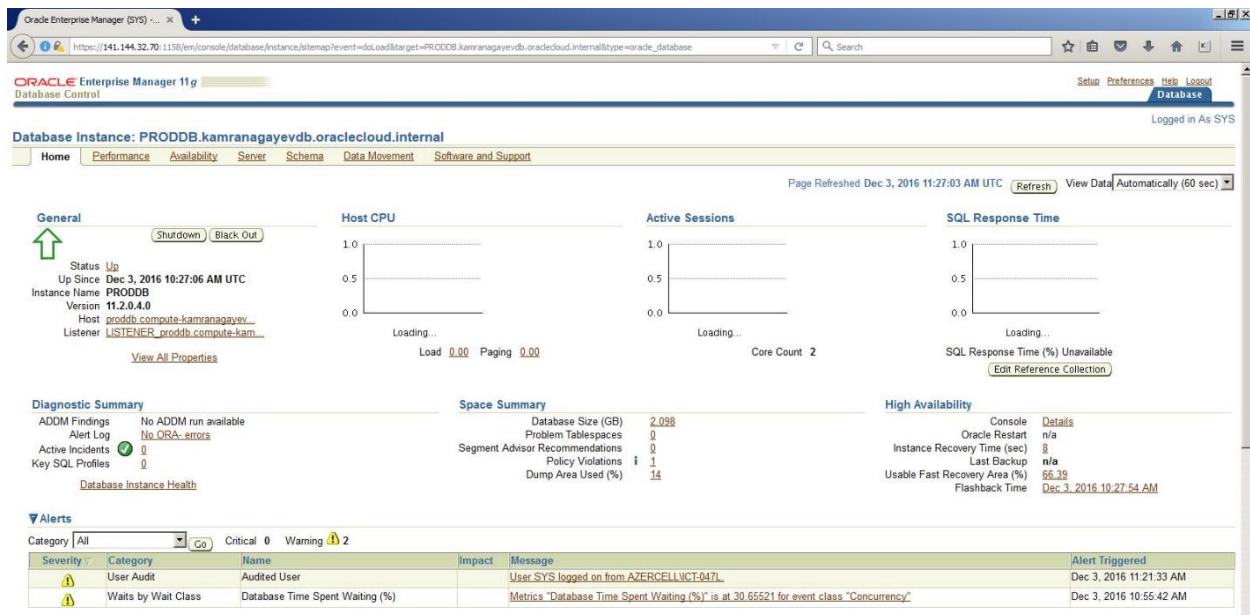 Oracle Enterprise Manager (SYS) -...
https://141.144.32.70:1158/em/console/database/instance/sitemap?event=doLoad&target=PRODDB.kamranagayevdb.oraclecloud.internal&type=oracle_database
Search
ORACLE Enterprise Manager 11g
Database Control
Setup Preferences Help Logout
Database
Logged in As SYS
Database Instance: PRODDB.kamranagayevdb.oraclecloud.internal
Home Performance Availability Server Schema Data Movement Software and Support
Page Refreshed Dec 3, 2016 11:27:03 AM UTC Refresh View Data Automatically (60 sec)
General
Shutdown Black Out
Status Up
Up Since Dec 3, 2016 10:27:06 AM UTC
Instance Name PRODDB
Version 11.2.0.4.0
Host proddb.compute-kamranagayev...
Listener LISTENER_proddb.compute-kam...
View All Properties
Host CPU
1.0
0.5
0.0
Loading...
Load 0.00 Paging 0.00
Active Sessions
1.0
0.5
0.0
Loading...
Core Count 2
SQL Response Time
1.0
0.5
0.0
Loading...
SQL Response Time (%) Unavailable
Edit Reference Collection
Diagnostic Summary
ADDM Findings No ADDM run available
Alert Log No ORA- errors
Active Incidents 0
Key SQL Profiles 0
Database Instance Health
Space Summary
Database Size (GB) 2.098
Problem Tablespaces 0
Segment Advisor Recommendations 0
Policy Violations i 1
Dump Area Used (%) 14
High Availability
Console Details
Oracle Restart n/a
Instance Recovery Time (sec) 8
Last Backup n/a
Usable Fast Recovery Area (%) 66.39
Flashback Time Dec 3, 2016 10:27:54 AM
Alerts
Category All Go Critical 0 Warning 2
Severity Category Name Impact Message Alert Triggered
User Audit Audited User User SYS logged on from AZERCELL\ICT-047L. Dec 3, 2016 11:21:33 AM
Waits by Wait Class Database Time Spent Waiting (%) Metrics "Database Time Spent Waiting (%)" is at 30.65521 for event class "Concurrency" Dec 3, 2016 10:55:42 AM